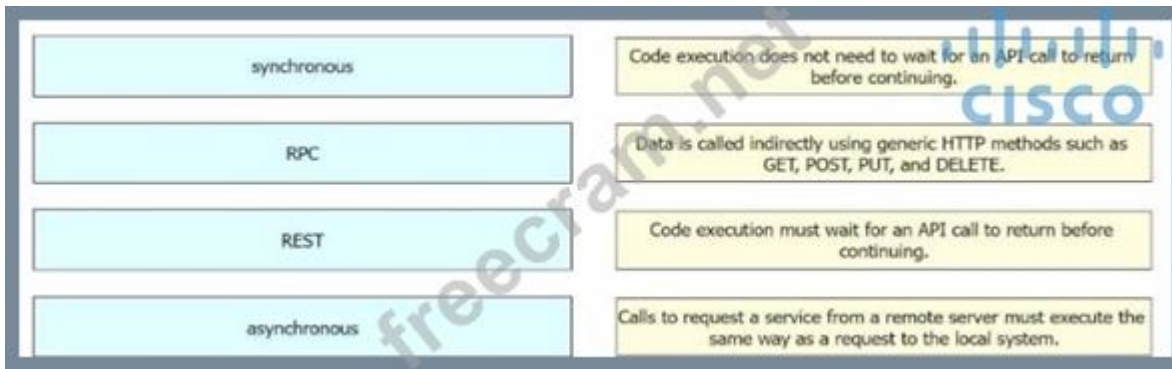 synchronous
Code execution does not need to wait for an API call to return
before continuing.
CISCO
RPC
Data is called indirectly using generic HTTP methods such as
GET, POST, PUT, and DELETE.
REST
Code execution must wait for an API call to return before
continuing.
asynchronous
Calls to request a service from a remote server must execute the
same way as a request to the local system.
freecram.net